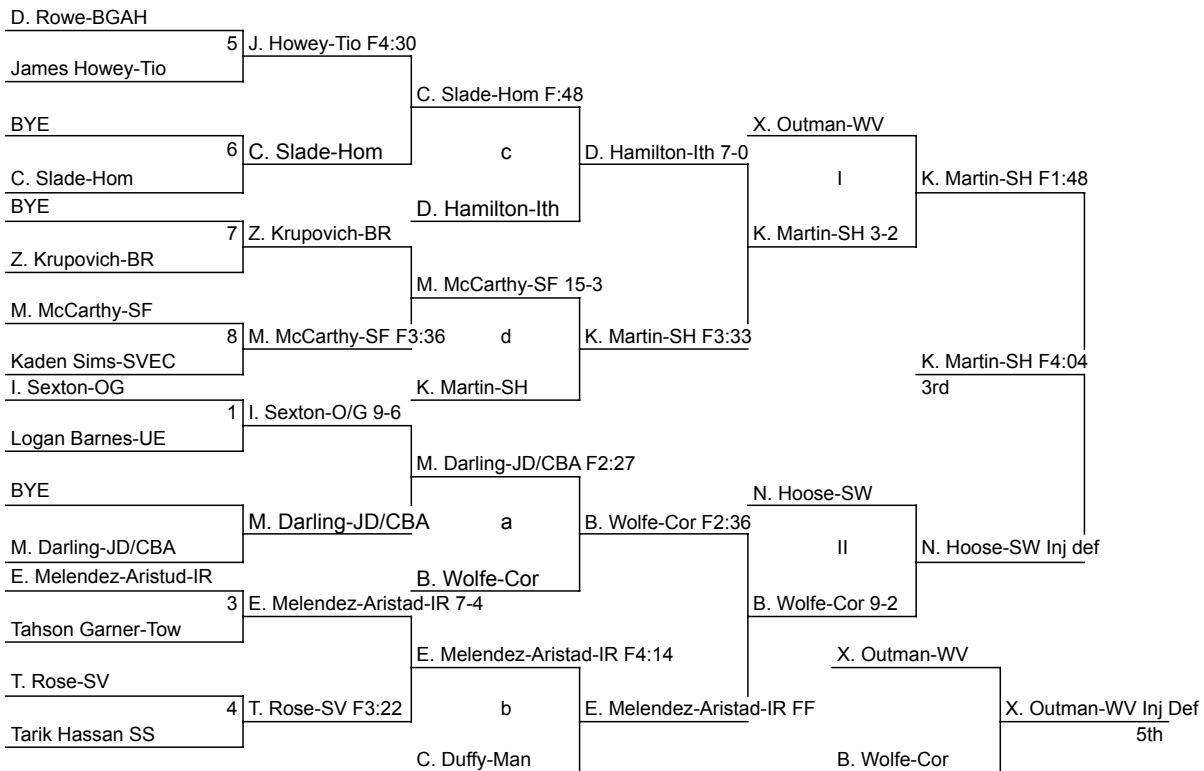 D. Rowe-BGAH
5 J. Howey-Tio F4:30
James Howey-Tio
C. Slade-Hom F:48
BYE
X. Outman-WV
6 C. Slade-Hom
c
D. Hamilton-Ith 7-0
C. Slade-Hom
I
K. Martin-SH F1:48
BYE
D. Hamilton-Ith
7 Z. Krupovich-BR
K. Martin-SH 3-2
Z. Krupovich-BR
M. McCarthy-SF 15-3
M. McCarthy-SF
8 M. McCarthy-SF F3:36
d
K. Martin-SH F3:33
Kaden Sims-SVEC
K. Martin-SH F4:04
I. Sexton-OG
K. Martin-SH
3rd
1 I. Sexton-O/G 9-6
Logan Barnes-UE
M. Darling-JD/CBA F2:27
BYE
N. Hoose-SW
M. Darling-JD/CBA
a
B. Wolfe-Cor F2:36
M. Darling-JD/CBA
II
N. Hoose-SW Inj def
E. Melendez-Aristud-IR
B. Wolfe-Cor
3 E. Melendez-Aristad-IR 7-4
B. Wolfe-Cor 9-2
Tahson Garner-Tow
E. Melendez-Aristad-IR F4:14
X. Outman-WV
T. Rose-SV
4 T. Rose-SV F3:22
b
E. Melendez-Aristad-IR FF
X. Outman-WV Inj Def
Tarik Hassan SS
5th
C. Duffy-Man
B. Wolfe-Cor